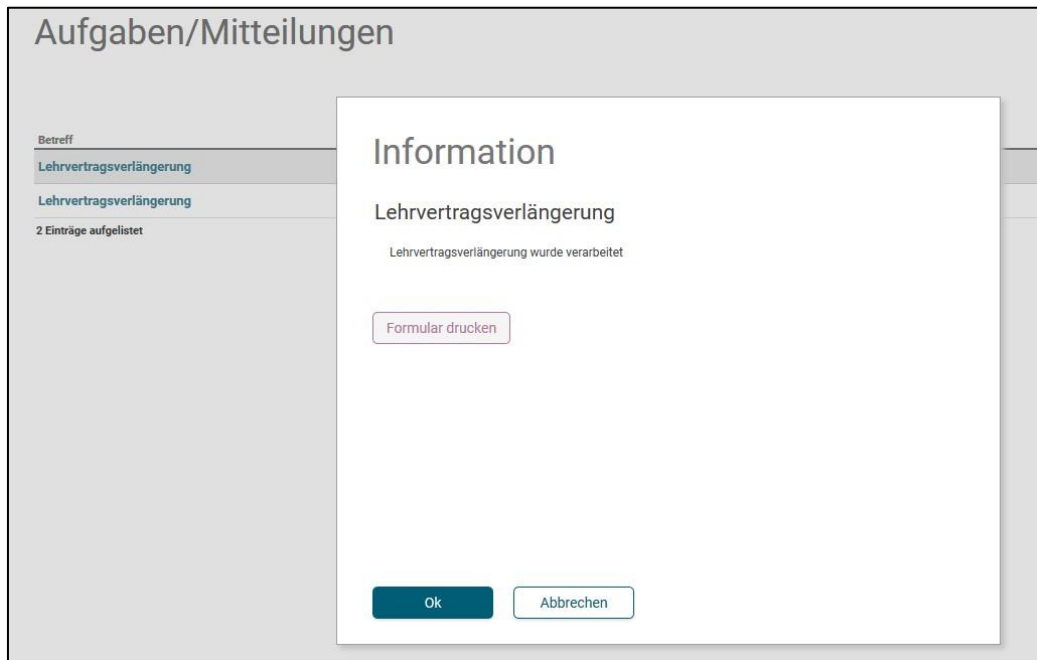 Aufgaben/Mitteilungen
Betreff
Lehrvertragsverlängerung
Lehrvertragsverlängerung
2 Einträge aufgelistet
Information
Lehrvertragsverlängerung
Lehrvertragsverlängerung wurde verarbeitet
Formular drucken
Ok
Abbrechen